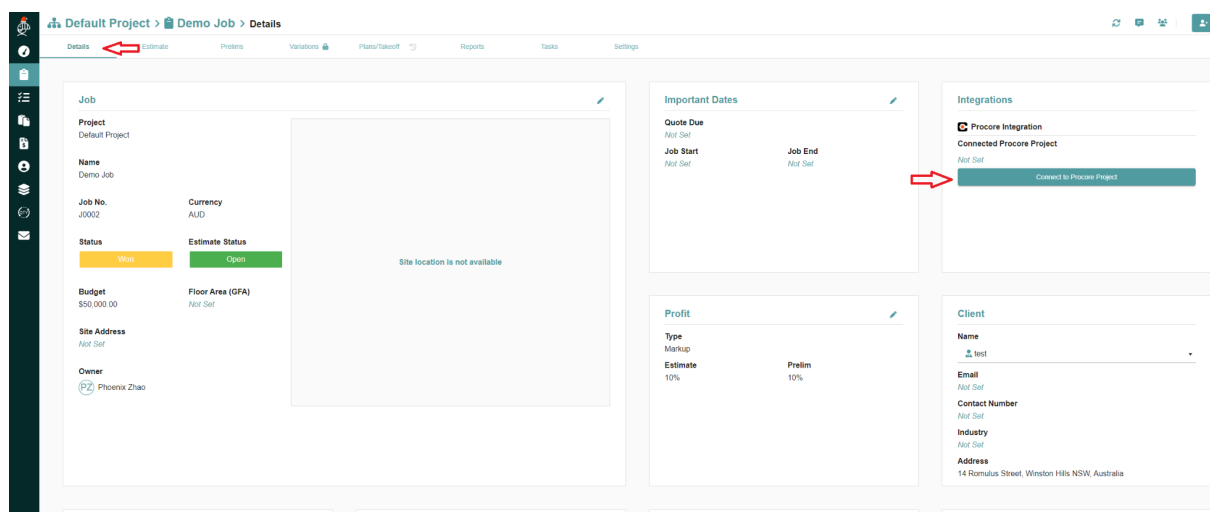 Default Project > Demo Job > Details
Details Estimate Prelims Variations Plans/Takeoff Reports Tasks Settings
Job
Project
Default Project
Name
Demo Job
Job No. Currency
J0002 AUD
Status Estimate Status
Won Open
Budget Floor Area (GFA)
$50,000.00 Not Set
Site Address
Not Set
Owner
PZ Phoenix Zhao
Site location is not available
Important Dates
Quote Due
Not Set
Job Start Job End
Not Set Not Set
Integrations
Procore Integration
Connected Procore Project
Not Set
Connect to Procore Project
Profit
Type
Markup
Estimate Prelim
10% 10%
Client
Name
test
Email
Not Set
Contact Number
Not Set
Industry
Not Set
Address
14 Romulus Street, Winston Hills NSW, Australia